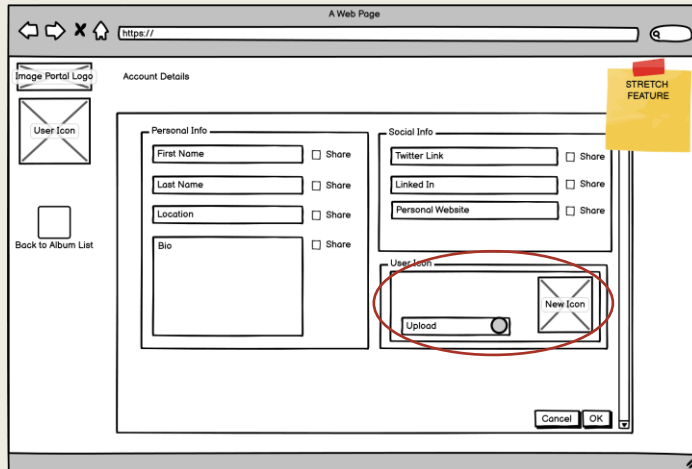 A Web Page
https://
Image Portal Logo
Account Details
STRETCH
FEATURE
User Icon
Back to Album List
Personal Info
First Name
Share
Last Name
Share
Location
Share
Bio
Share
Social Info
Twitter Link
Share
Linked In
Share
Personal Website
Share
User Icon
New Icon
Upload
Cancel
OK